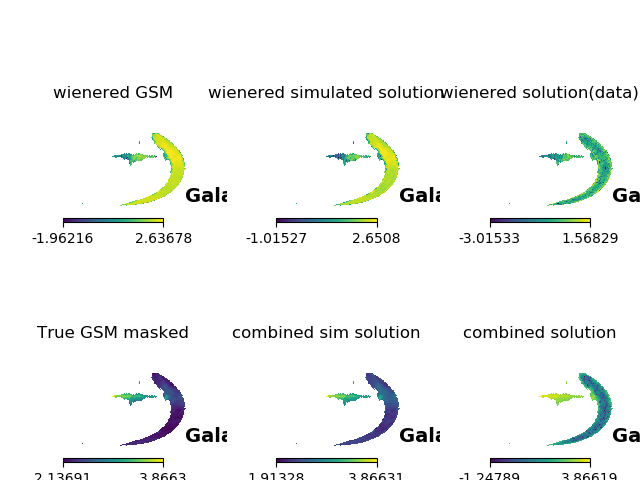 wienered GSM wienered simulated solution wienered solution(data)
Gala Gala Ga
-1.96216 2.63678 -1.01527 2.6508 -3.01533 1.56829
True GSM masked combined sim solution combined solution
Gala Gala Ga
2.13691 3.8663 1.91328 3.86631 -1.24789 3.86619